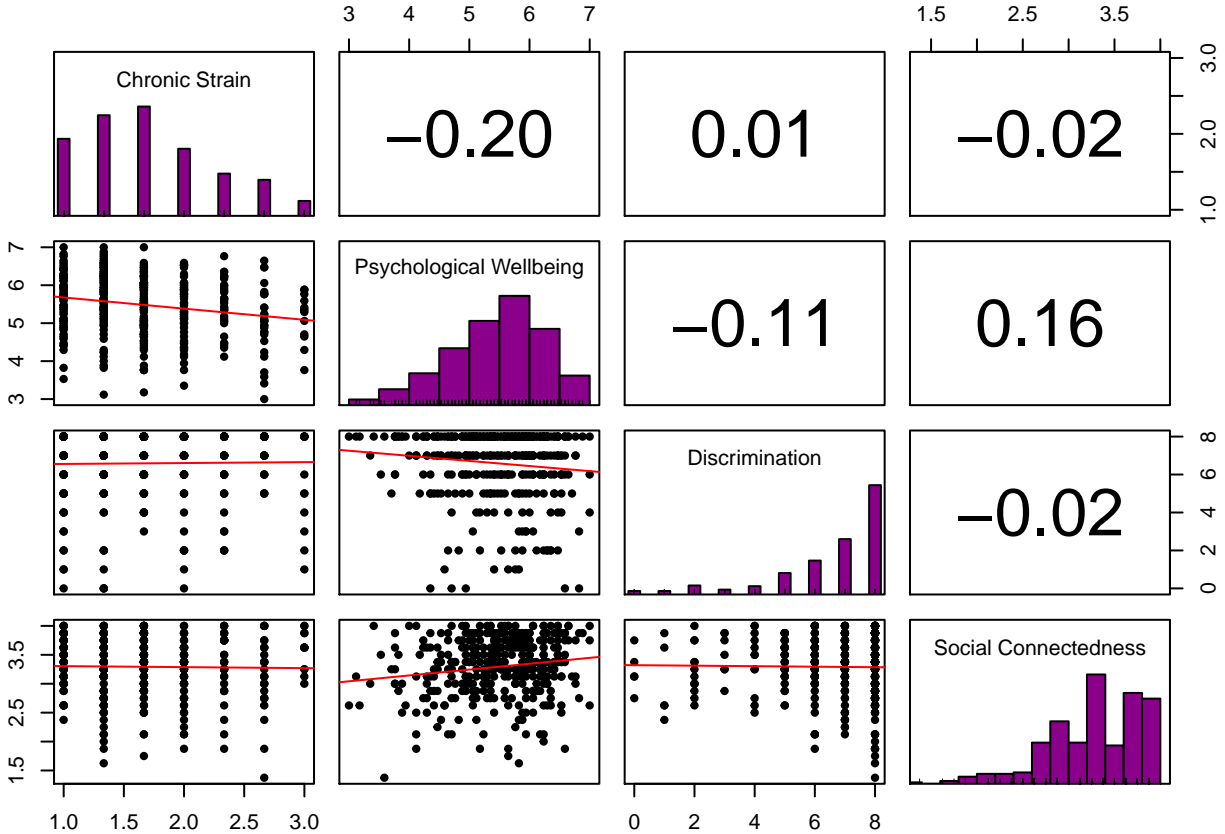 3 4 5 6 7
1.5 2.5 3.5
Chronic Strain
−0.20
0.01
−0.02
1.0 2.0 3.0
3 4 5 6 7
Psychological Wellbeing
−0.11
0.16
Discrimination
−0.02
0 2 4 6 8
1.5 2.5 3.5
Social Connectedness
1.0 1.5 2.0 2.5 3.0
0 2 4 6 8